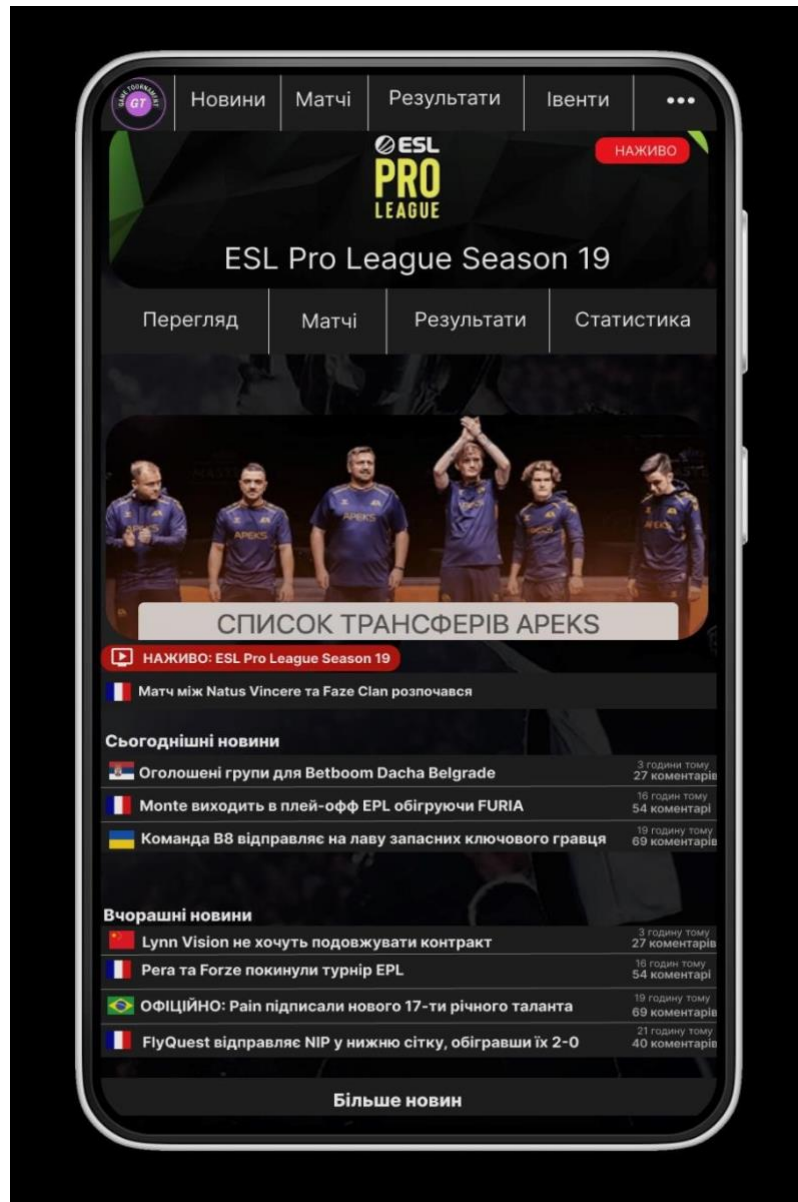 GAME TOURNAMENT
GT
Новини
Матчі
Результати
Івенти
•••
ESL
PRO
LEAGUE
НАЖИВО
ESL Pro League Season 19
Перегляд
Матчі
Результати
Статистика
APEKS
APEKS
APEKS
APEKS
СПИСОК ТРАНСФЕРІВ APEKS
НАЖИВО: ESL Pro League Season 19
Матч між Natus Vincere та Faze Clan розпочався
Сьогоднішні новини
Оголошені групи для Betboom Dacha Belgrade
3 години тому
27 коментарів
Monte виходить в плей-офф EPL обігруючи FURIA
16 годин тому
54 коментарі
Команда B8 відправляє на лаву запасних ключового гравця
19 годину тому
69 коментарів
Вчорашні новини
Lynn Vision не хочуть подовжувати контракт
3 годину тому
27 коментарів
Pera та Forze покинули турнір EPL
16 годин тому
54 коментарі
ОФІЦІЙНО: Pain підписали нового 17-ти річного таланта
19 годину тому
69 коментарів
FlyQuest відправляє NIP у нижню сітку, обігравши їх 2-0
21 годину тому
40 коментарів
Більше новин